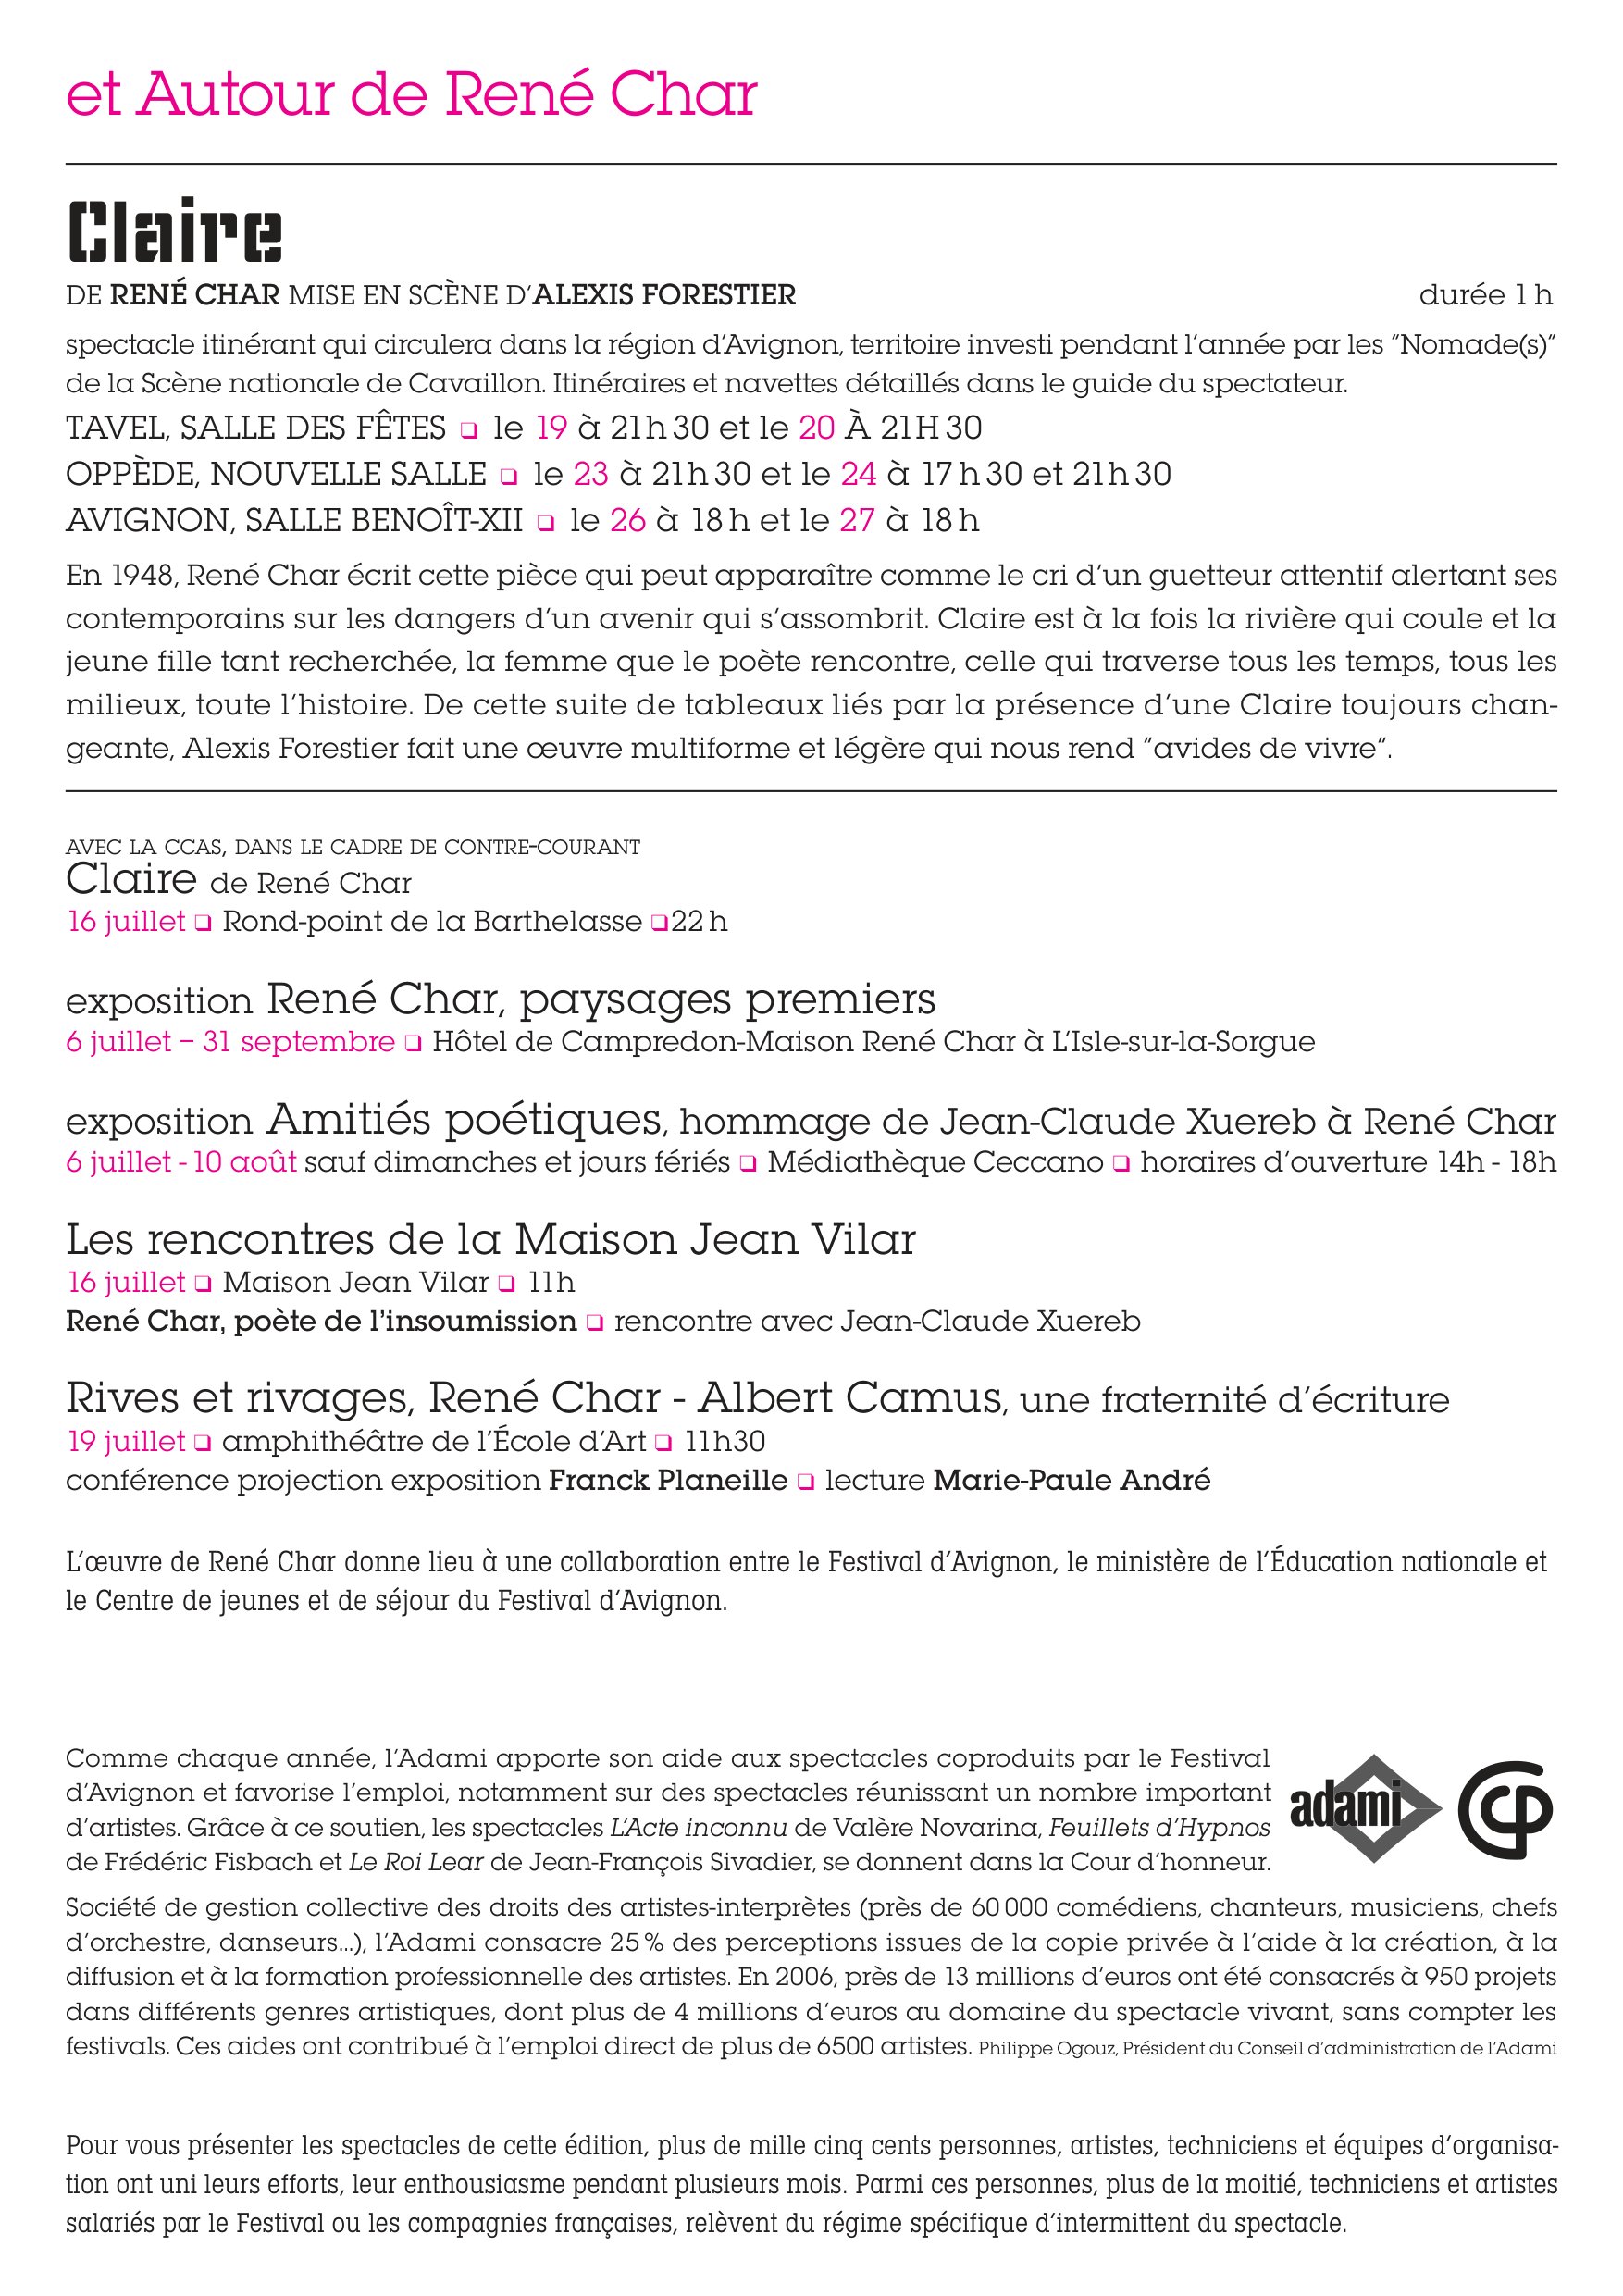 et Autour de René Char
Claire
DE RENÉ CHAR MISE EN SCÈNE D’ALEXIS FORESTIER durée 1 h
spectacle itinérant qui circulera dans la région d’Avignon, territoire investi pendant l’année par les "Nomade(s)"
de la Scène nationale de Cavaillon. Itinéraires et navettes détaillés dans le guide du spectateur.
TAVEL, SALLE DES FÊTES ❑ le 19 à 21h30 et le 20 À 21H30
OPPÈDE, NOUVELLE SALLE ❑ le 23 à 21h30 et le 24 à 17h30 et 21h30
AVIGNON, SALLE BENOÎT-XII ❑ le 26 à 18h et le 27 à 18h
En 1948, René Char écrit cette pièce qui peut apparaître comme le cri d’un guetteur attentif alertant ses
contemporains sur les dangers d’un avenir qui s’assombrit. Claire est à la fois la rivière qui coule et la
jeune fille tant recherchée, la femme que le poète rencontre, celle qui traverse tous les temps, tous les
milieux, toute l’histoire. De cette suite de tableaux liés par la présence d’une Claire toujours chan-
geante, Alexis Forestier fait une œuvre multiforme et légère qui nous rend "avides de vivre".
AVEC LA CCAS, DANS LE CADRE DE CONTRE-COURANT
Claire de René Char
16 juillet ❑ Rond-point de la Barthelasse ❑22h
exposition René Char, paysages premiers
6 juillet – 31 septembre ❑ Hôtel de Campredon-Maison René Char à L’Isle-sur-la-Sorgue
exposition Amitiés poétiques, hommage de Jean-Claude Xuereb à René Char
6 juillet - 10 août sauf dimanches et jours fériés ❑ Médiathèque Ceccano ❑ horaires d’ouverture 14h - 18h
Les rencontres de la Maison Jean Vilar
16 juillet ❑ Maison Jean Vilar ❑ 11h
René Char, poète de l’insoumission ❑ rencontre avec Jean-Claude Xuereb
Rives et rivages, René Char - Albert Camus, une fraternité d’écriture
19 juillet ❑ amphithéâtre de l’École d’Art ❑ 11h30
conférence projection exposition Franck Planeille ❑ lecture Marie-Paule André
L’œuvre de René Char donne lieu à une collaboration entre le Festival d’Avignon, le ministère de l’Éducation nationale et
le Centre de jeunes et de séjour du Festival d’Avignon.
Comme chaque année, l’Adami apporte son aide aux spectacles coproduits par le Festival
d’Avignon et favorise l’emploi, notamment sur des spectacles réunissant un nombre important
d’artistes. Grâce à ce soutien, les spectacles L’Acte inconnu de Valère Novarina, Feuillets d’Hypnos
de Frédéric Fisbach et Le Roi Lear de Jean-François Sivadier, se donnent dans la Cour d’honneur.
adami
Société de gestion collective des droits des artistes-interprètes (près de 60 000 comédiens, chanteurs, musiciens, chefs
d’orchestre, danseurs...), l’Adami consacre 25 % des perceptions issues de la copie privée à l’aide à la création, à la
diffusion et à la formation professionnelle des artistes. En 2006, près de 13 millions d’euros ont été consacrés à 950 projets
dans différents genres artistiques, dont plus de 4 millions d’euros au domaine du spectacle vivant, sans compter les
festivals. Ces aides ont contribué à l’emploi direct de plus de 6500 artistes. Philippe Ogouz, Président du Conseil d’administration de l’Adami
Pour vous présenter les spectacles de cette édition, plus de mille cinq cents personnes, artistes, techniciens et équipes d’organisa-
tion ont uni leurs efforts, leur enthousiasme pendant plusieurs mois. Parmi ces personnes, plus de la moitié, techniciens et artistes
salariés par le Festival ou les compagnies françaises, relèvent du régime spécifique d’intermittent du spectacle.